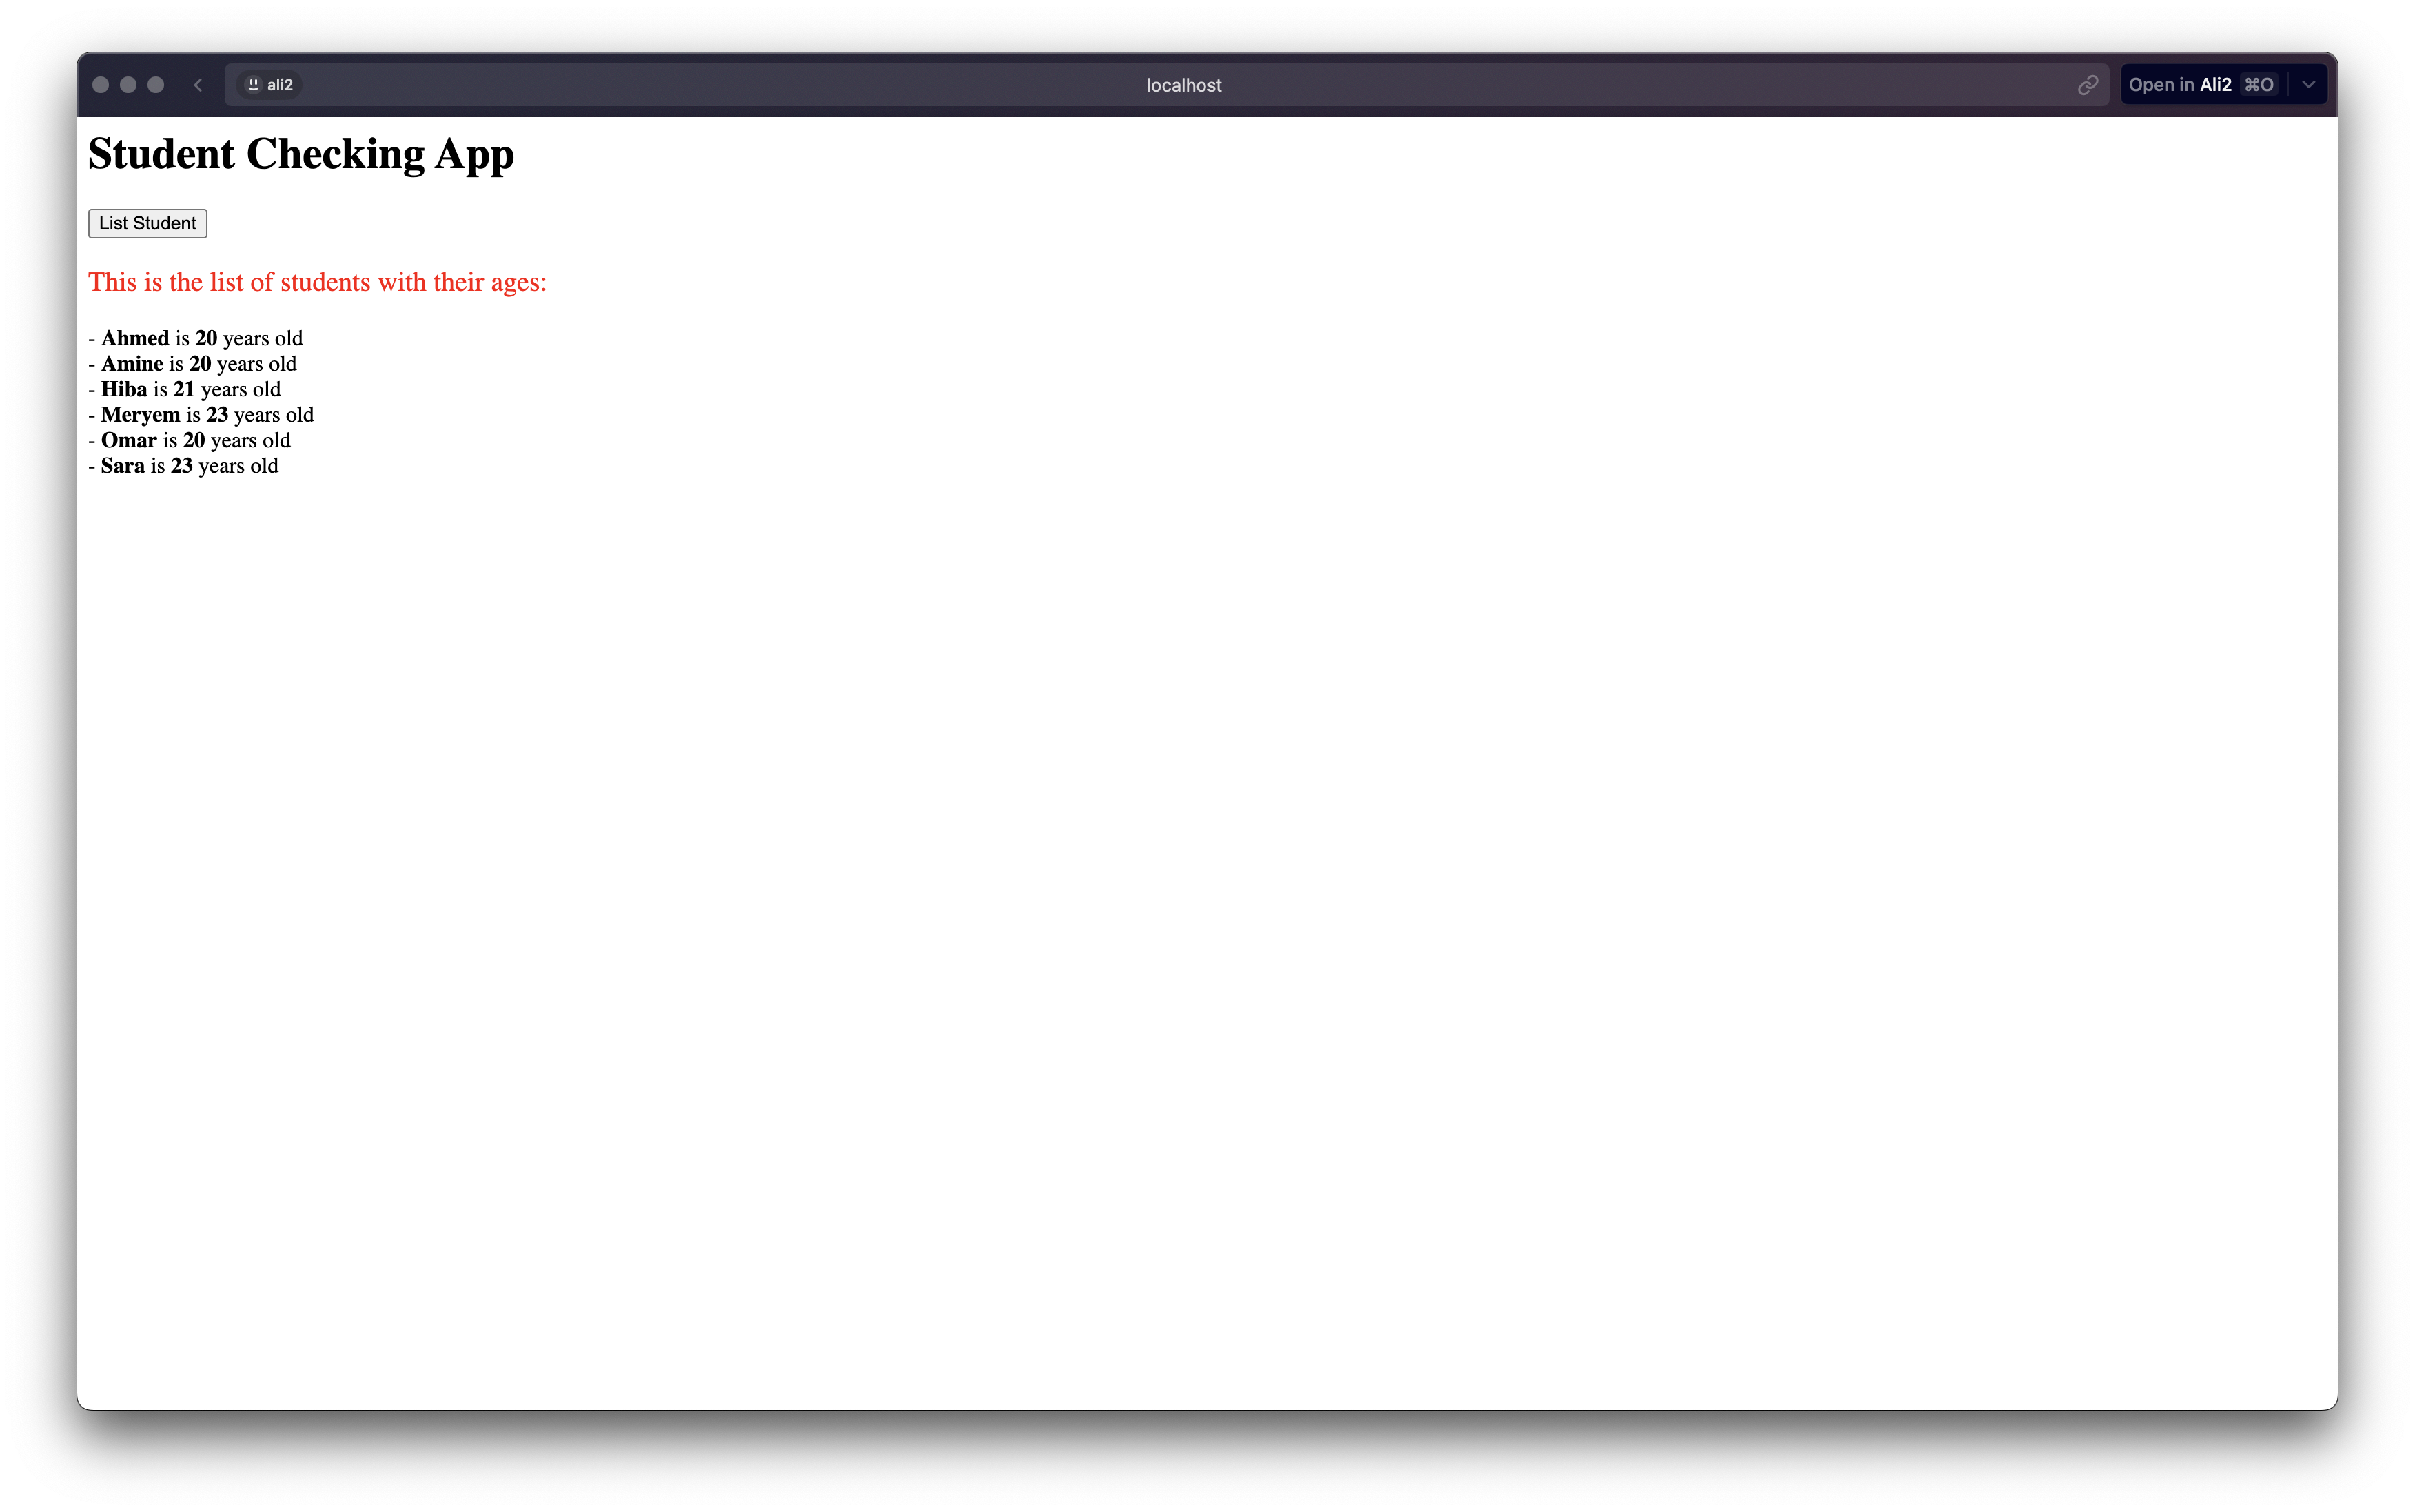 ali2
localhost
Open in Ali2 ⌘O
Student Checking App
List Student
This is the list of students with their ages:
- Ahmed is 20 years old
- Amine is 20 years old
- Hiba is 21 years old
- Meryem is 23 years old
- Omar is 20 years old
- Sara is 23 years old